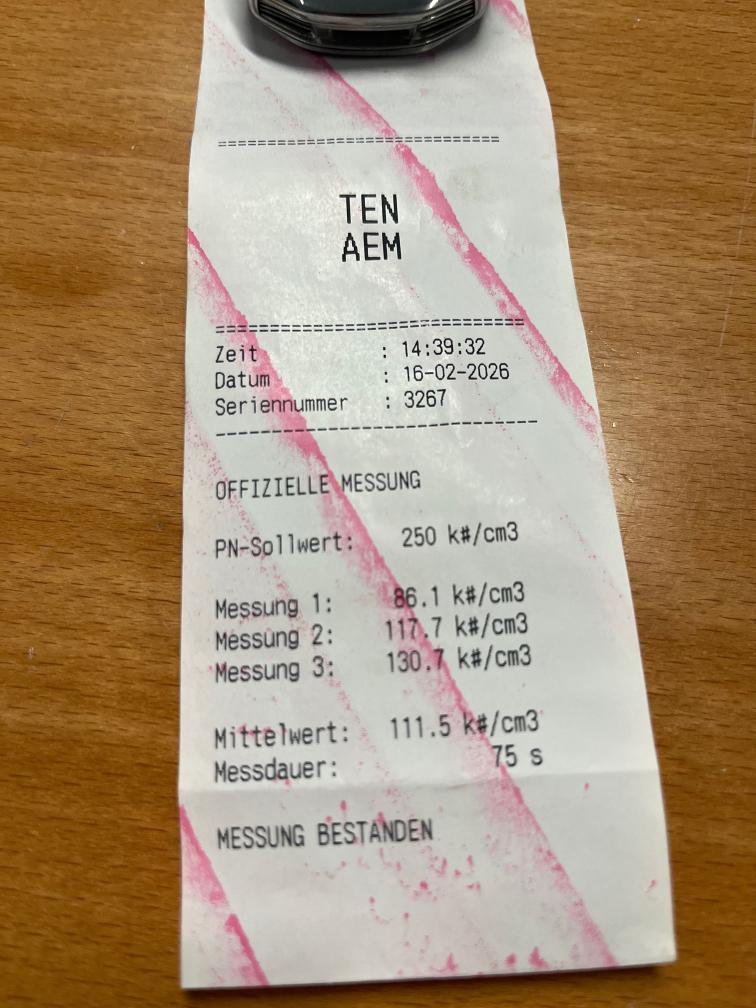 ==========================================
TEN
AEM
==========================================
Zeit : 14:39:32
Datum : 16-02-2026
Seriennummer : 3267
------------------------------------------
OFFIZIELLE MESSUNG
PN-Sollwert: 250 k#/cm3
Messung 1: 86.1 k#/cm3
Messung 2: 117.7 k#/cm3
Messung 3: 130.7 k#/cm3
Mittelwert: 111.5 k#/cm3
Messdauer: 75 s
MESSUNG BESTANDEN